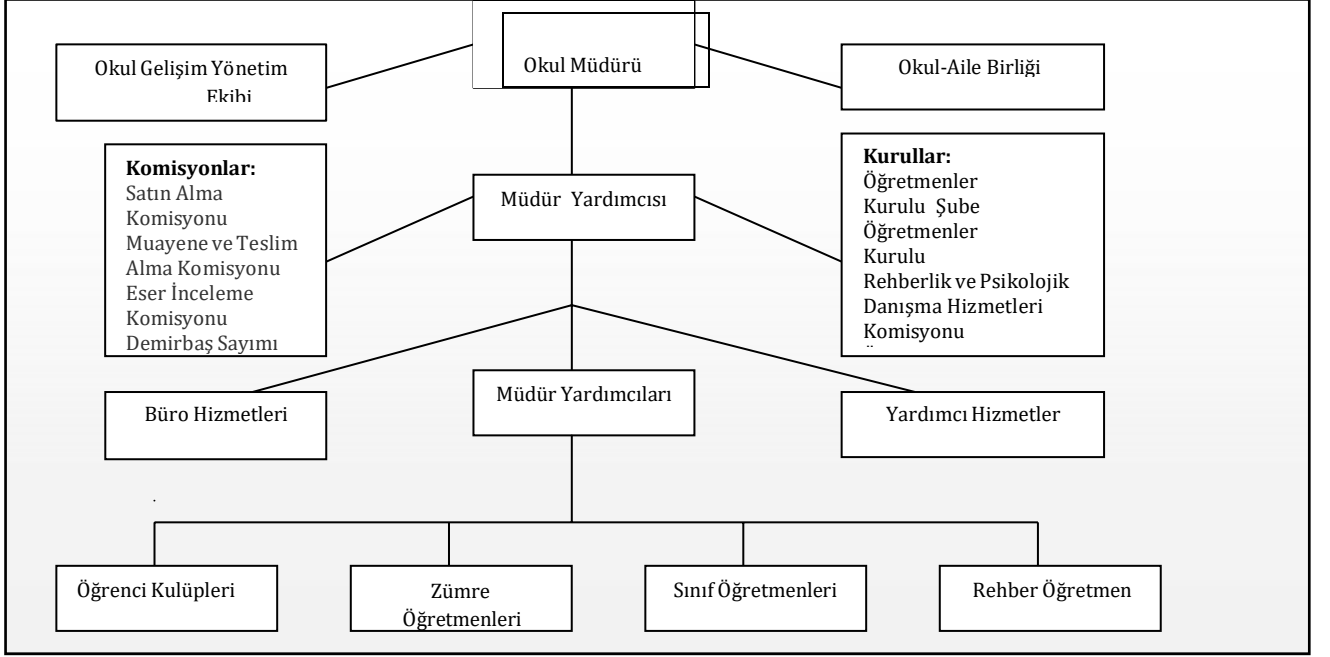 Okul Gelişim Yönetim
Ekibi
Okul Müdürü
Okul-Aile Birliği
Komisyonlar:
Satın Alma
Komisyonu
Muayene ve Teslim
Alma Komisyonu
Eser İnceleme
Komisyonu
Demirbaş Sayımı
Müdür Yardımcısı
Kurullar:
Öğretmenler
Kurulu Şube
Öğretmenler
Kurulu
Rehberlik ve Psikolojik
Danışma Hizmetleri
Komisyonu
Büro Hizmetleri
Müdür Yardımcıları
Yardımcı Hizmetler
Öğrenci Kulüpleri
Zümre
Öğretmenleri
Sınıf Öğretmenleri
Rehber Öğretmen